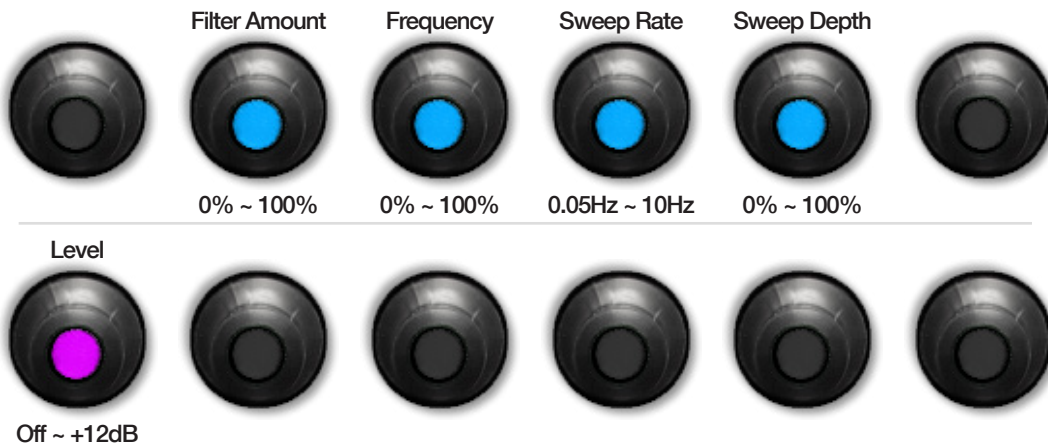 Filter Amount Frequency Sweep Rate Sweep Depth
0% ~ 100% 0% ~ 100% 0.05Hz ~ 10Hz 0% ~ 100%
Level
Off ~ +12dB